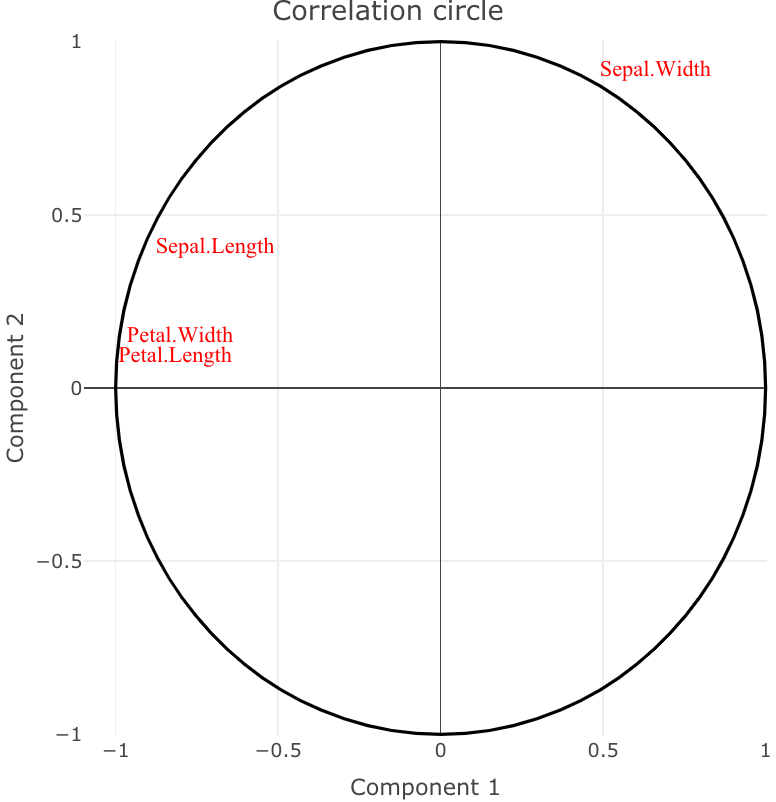 Correlation circle
1
Sepal.Width
0.5
Sepal.Length
Petal.Width
Petal.Length
0
−0.5
−1
−1
−0.5
0
0.5
1
Component 1
Component 2